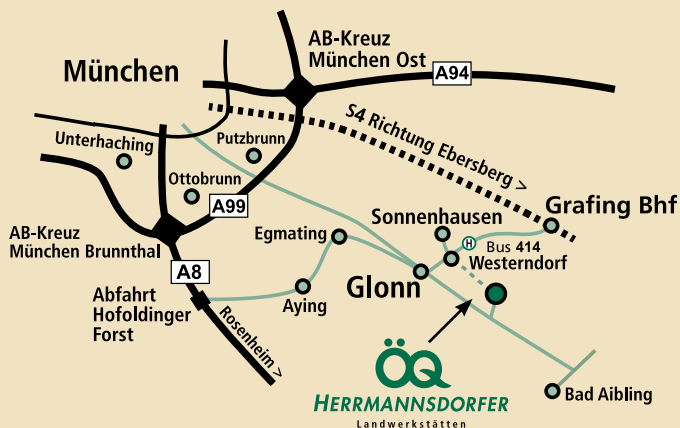 AB-Kreuz
München Ost
München
A94
S4 Richtung Ebersberg >
Unterhaching
Putzbrunn
Ottobrunn
A99
Sonnenhausen
Grafing Bhf
AB-Kreuz
München Brunnthal
Egmating
H
Bus 414
Westerndorf
A8
Glonn
Aying
Abfahrt
Hofoldinger
Forst
Rosenheim >
ÖQ
HERRMANNSDORFER
Landwerkstätten
Bad Aibling